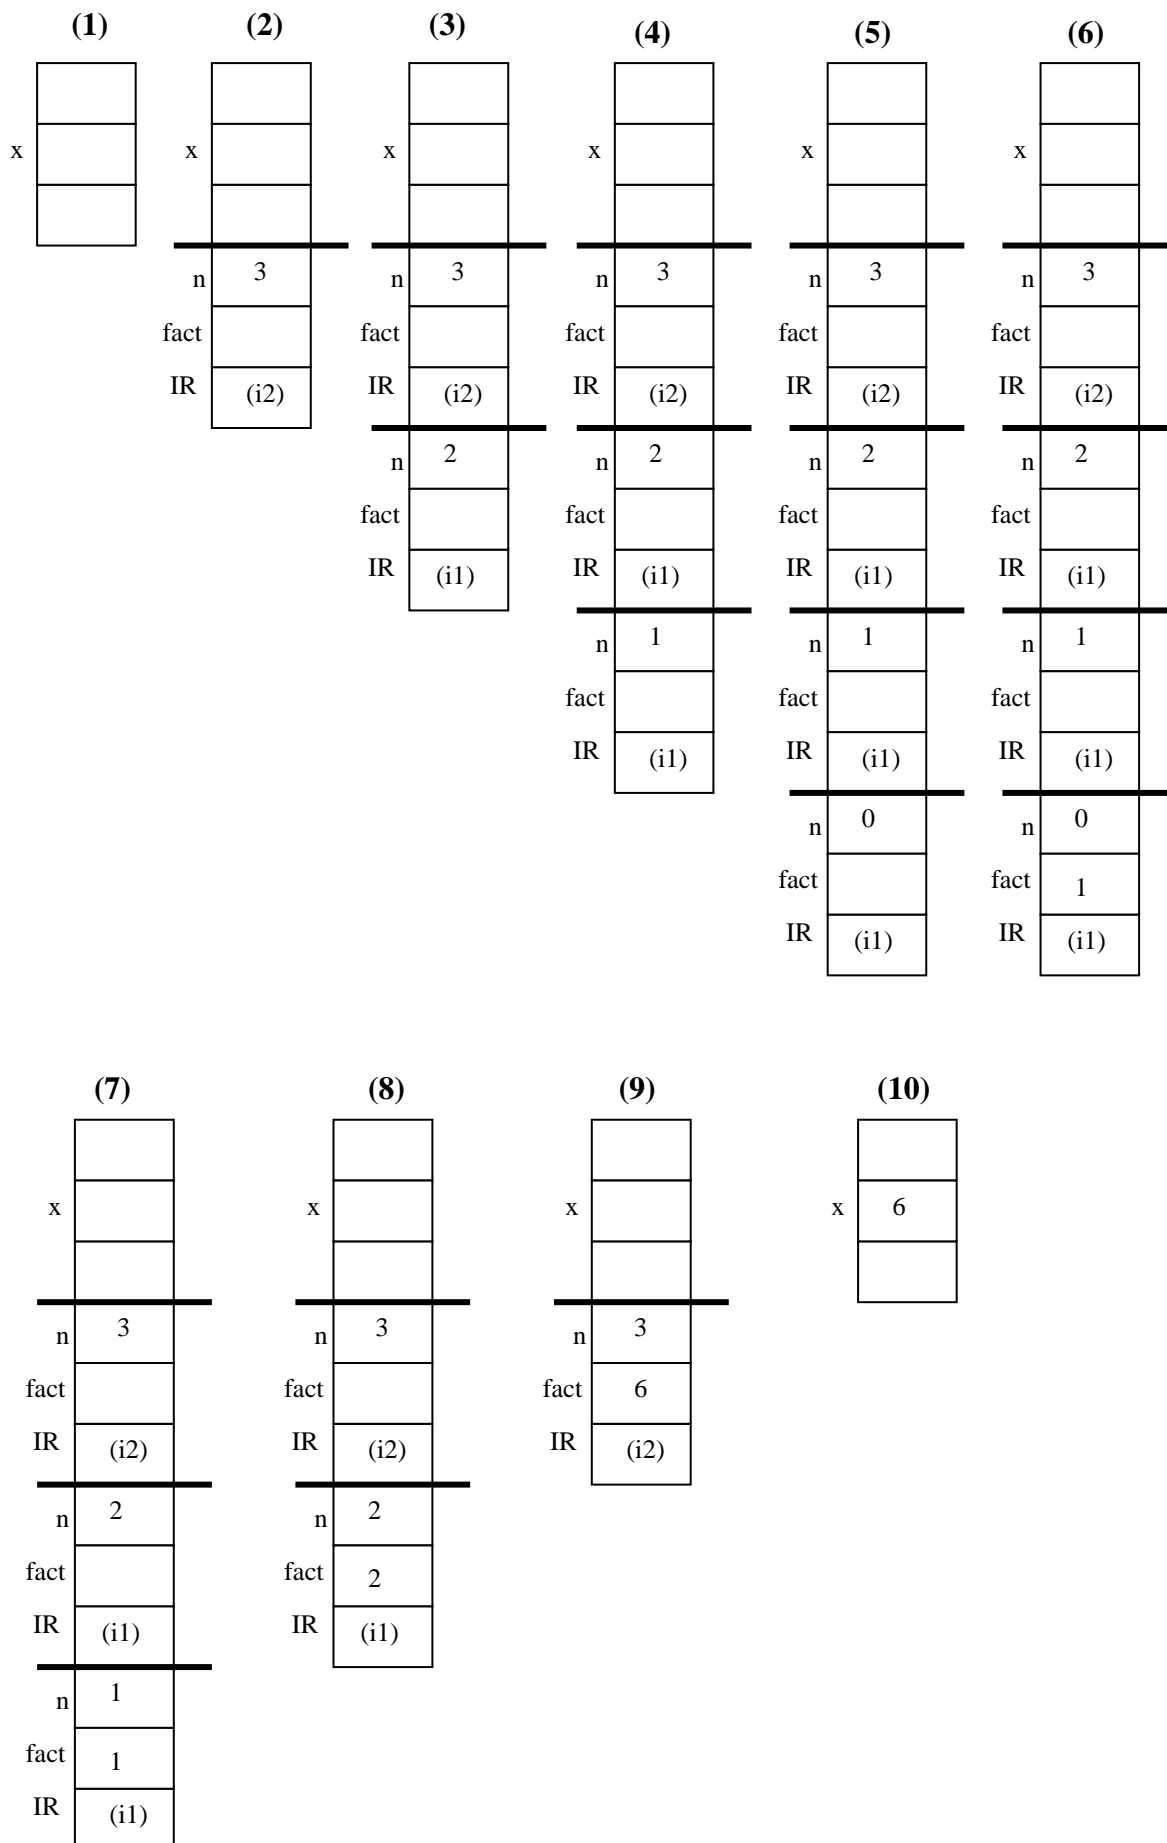 (1) (2) (3) (4) (5) (6)
x x x x x x
n 3 n 3 n 3 n 3 n 3
fact fact fact fact fact
IR (i2) IR (i2) IR (i2) IR (i2) IR (i2)
n 2 n 2 n 2 n 2
fact fact fact fact
IR (i1) IR (i1) IR (i1) IR (i1)
n 1 n 1 n 1
fact fact fact
IR (i1) IR (i1) IR (i1)
n 0 n 0
fact fact 1
IR (i1) IR (i1)
(7) (8) (9) (10)
x x x x 6
n 3 n 3 n 3
fact fact fact 6
IR (i2) IR (i2) IR (i2)
n 2 n 2
fact fact 2
IR (i1) IR (i1)
n 1
fact 1
IR (i1)